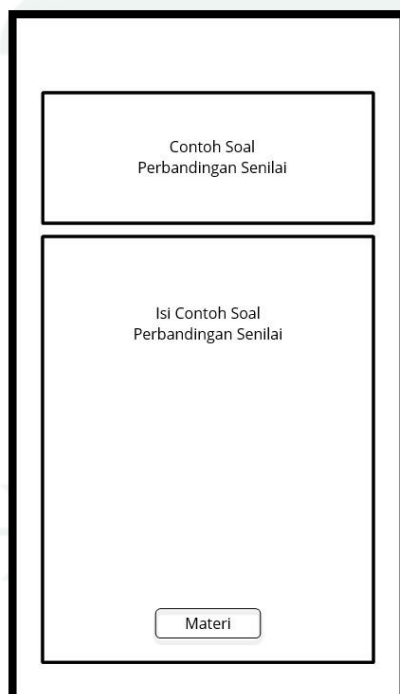 Contoh Soal
Perbandingan Senilai
Isi Contoh Soal
Perbandingan Senilai
Materi